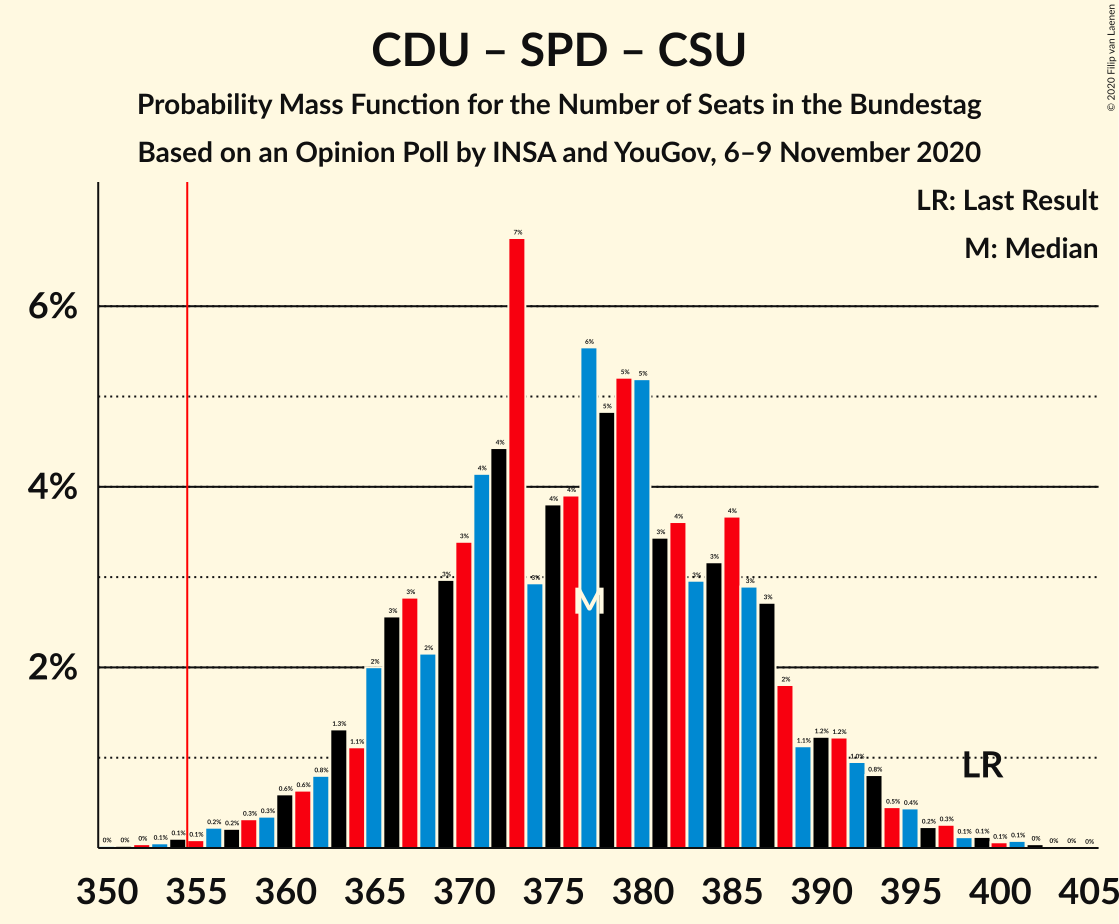 CDU – SPD – CSU
Probability Mass Function for the Number of Seats in the Bundestag
Based on an Opinion Poll by INSA and YouGov, 6–9 November 2020
© 2020 Filip van Laenen
LR: Last Result
M: Median
6%
4%
2%
0% 0% 0% 0.1% 0.1% 0.1% 0.2% 0.2% 0.3% 0.3% 0.6% 0.6% 0.8% 1.3% 1.1% 2% 3% 3% 2% 3% 3% 4% 4% 7% 3% 4% 4% 6% 5% 5% 5% 3% 4% 3% 3% 4% 3% 3% 2% 1.1% 1.2% 1.2% 1.0% 0.8% 0.5% 0.4% 0.2% 0.3% 0.1% 0.1% 0.1% 0.1% 0% 0% 0% 0%
M
LR
350 355 360 365 370 375 380 385 390 395 400 405